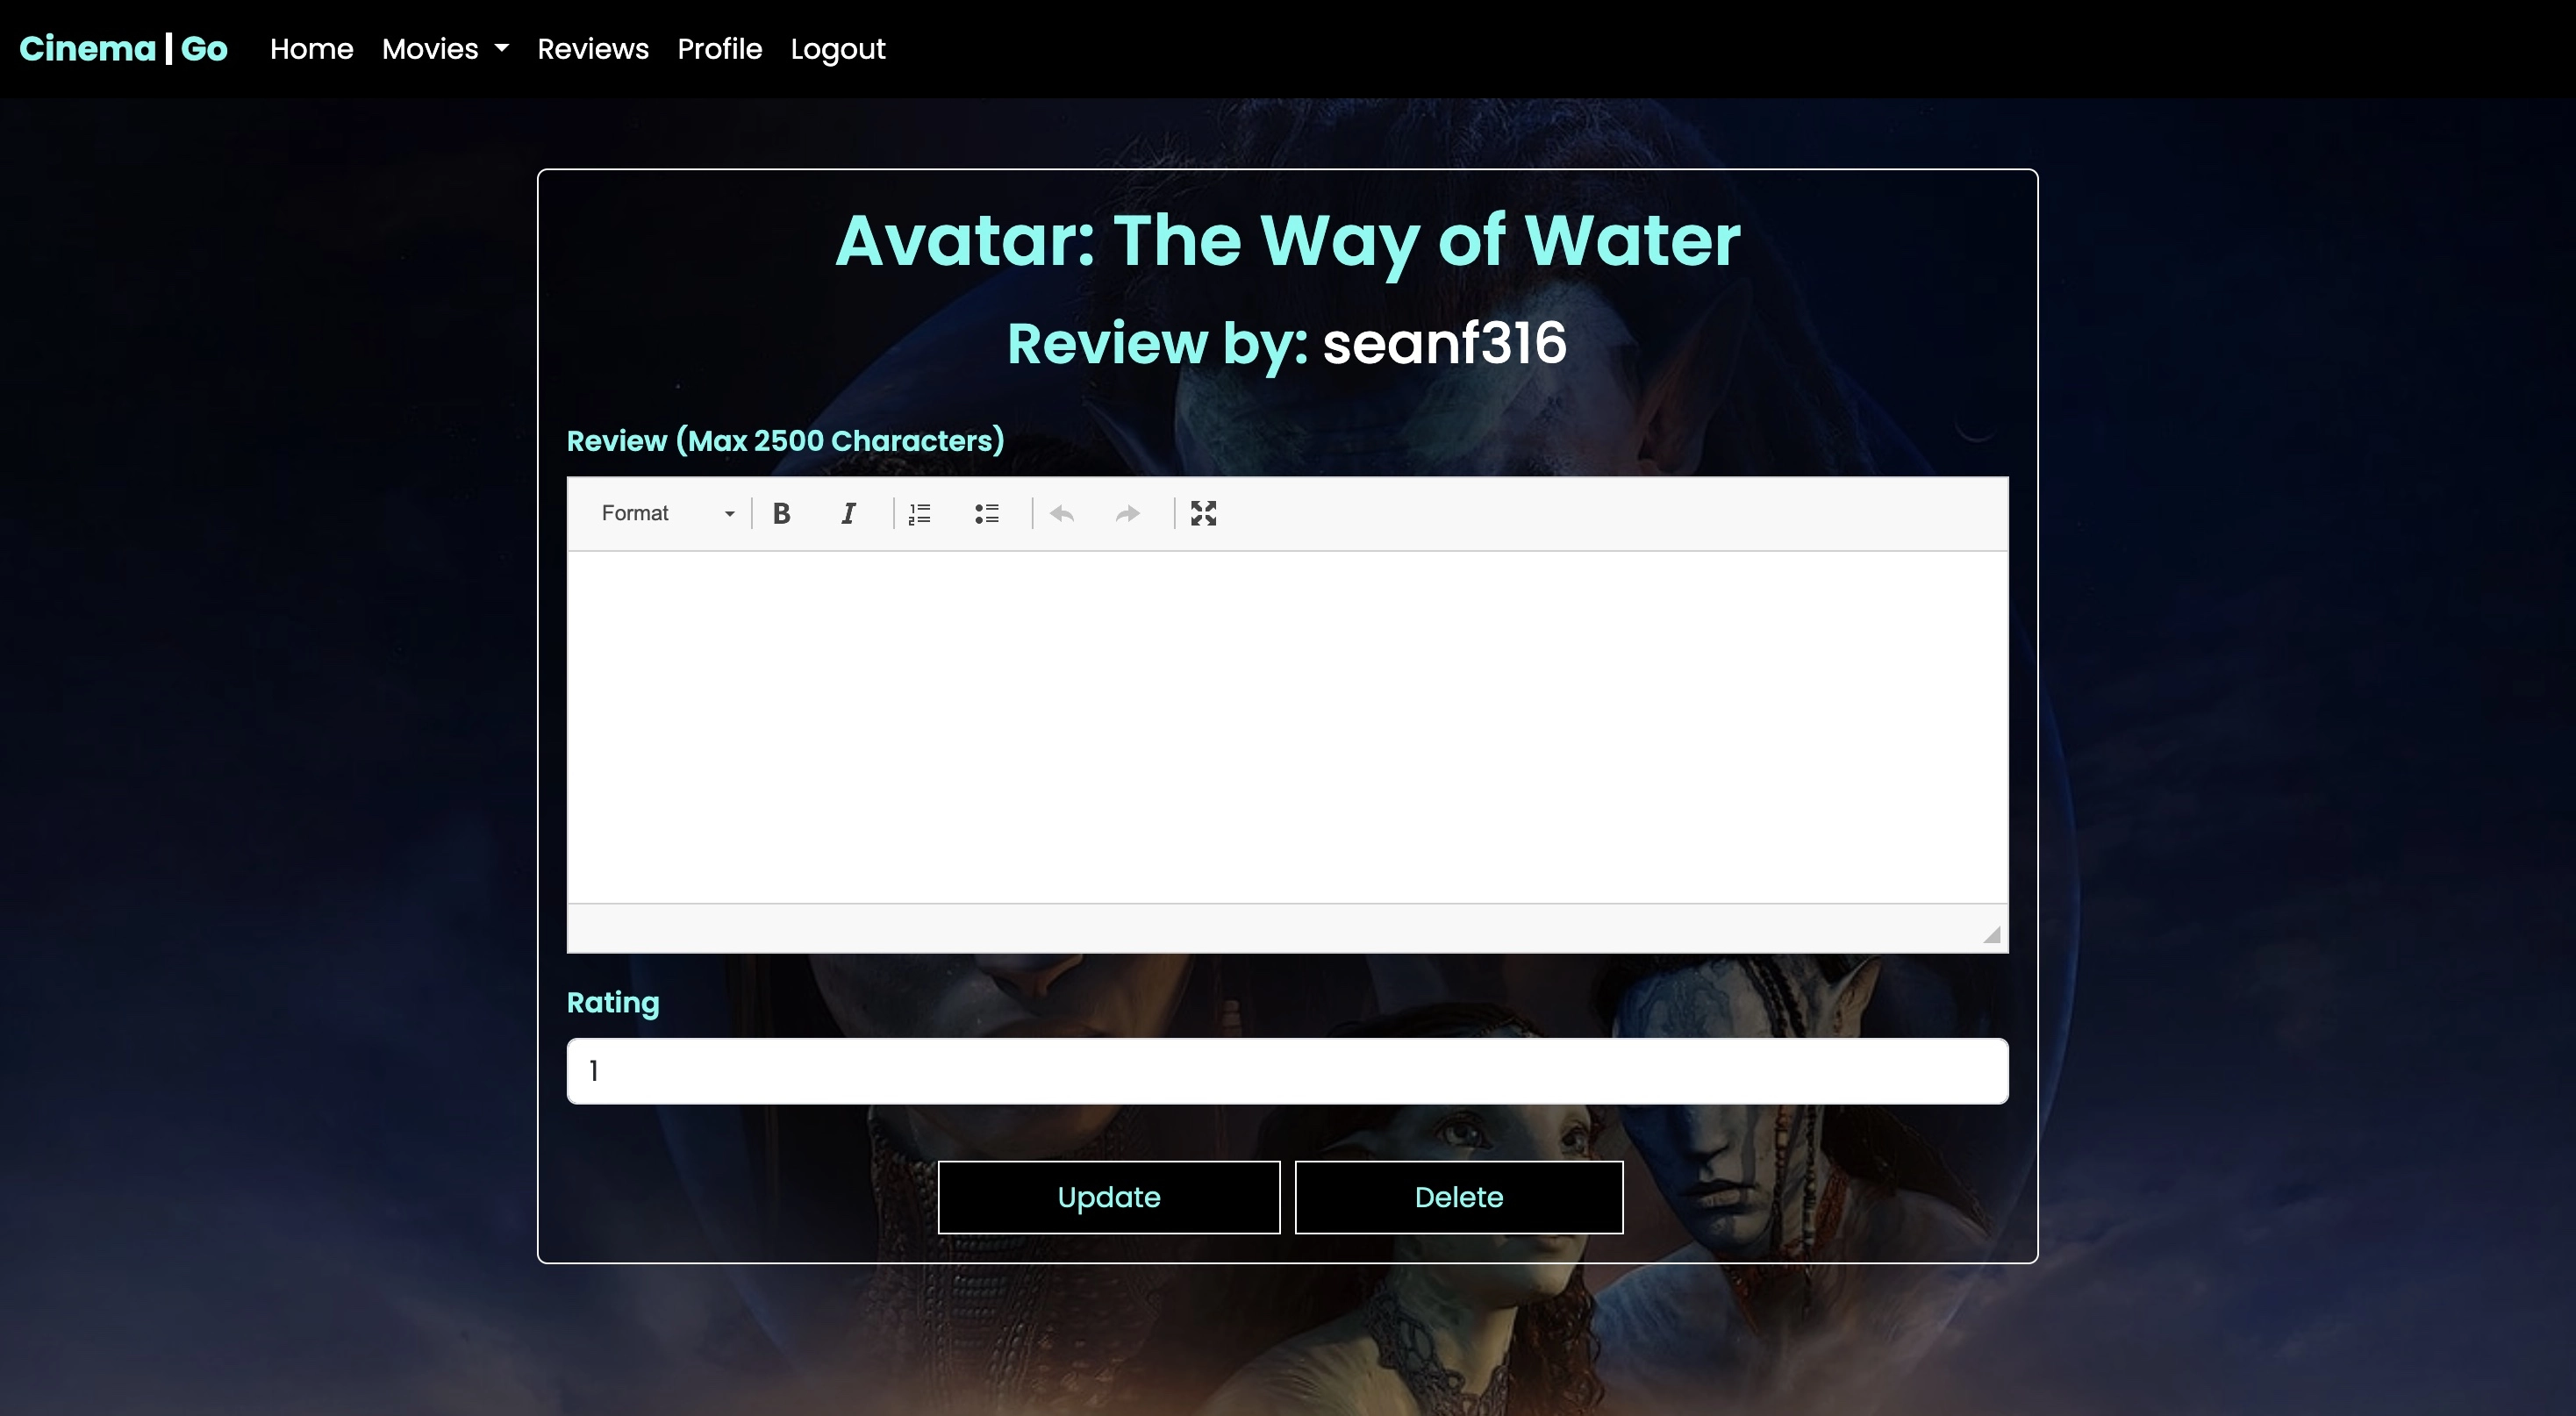 Cinema | Go Home Movies Reviews Profile Logout
Avatar: The Way of Water
Review by: seanf316
Review (Max 2500 Characters)
Format B I
Rating
1
Update Delete